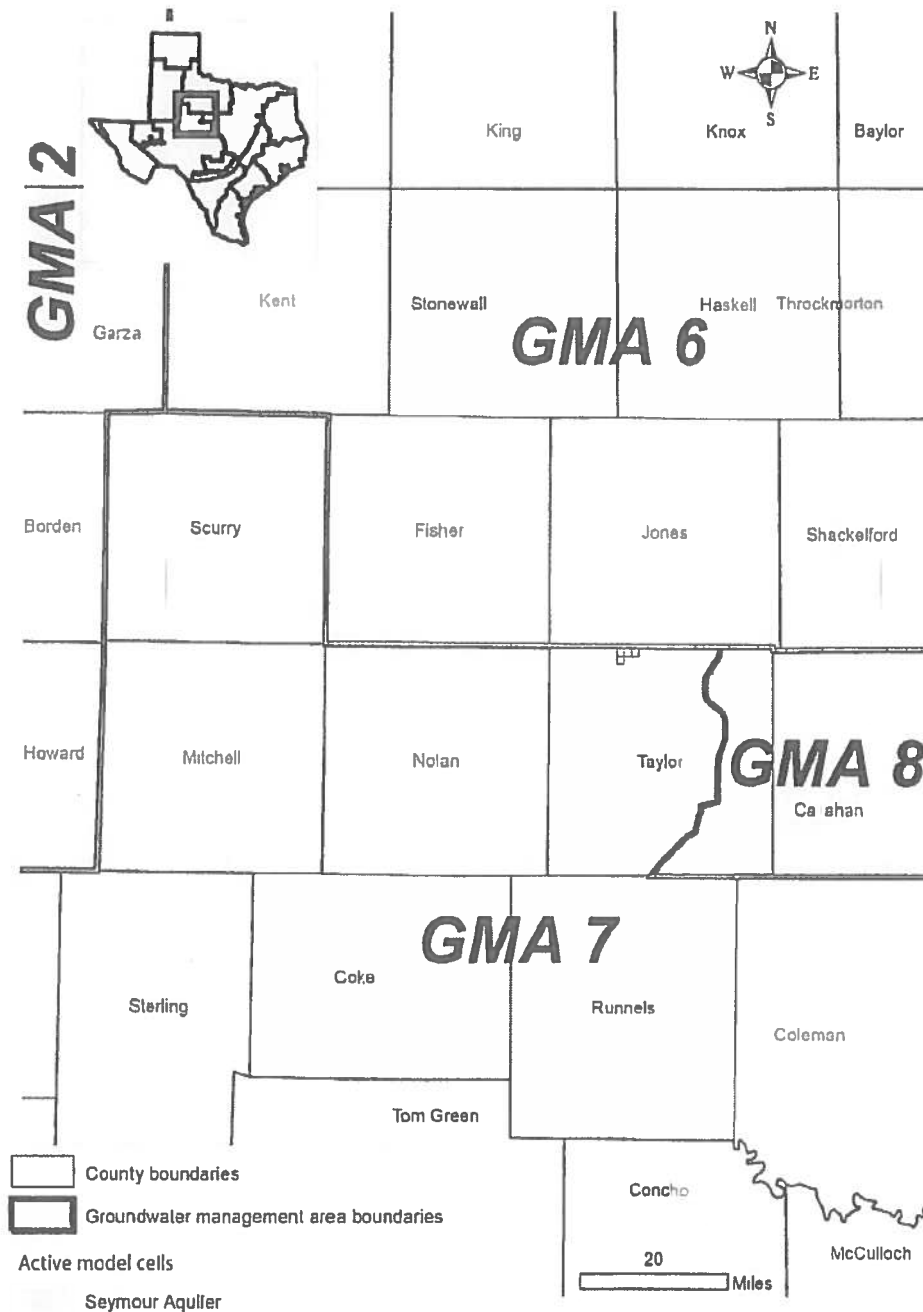 N
W E
S
GMA 2
King
Knox
Baylor
Kent
Stonewall
Haskell
Throckmorton
Garza
GMA 6
Borden
Scurry
Fisher
Jones
Shackelford
Howard
Mitchell
Nolan
Taylor
GMA 8
Ca ahan
GMA 7
Sterling
Coke
Runnels
Coleman
Tom Green
County boundaries
Concho
Groundwater management area boundaries
McCulloch
Active model cells
20
Miles
Seymour Aquifer